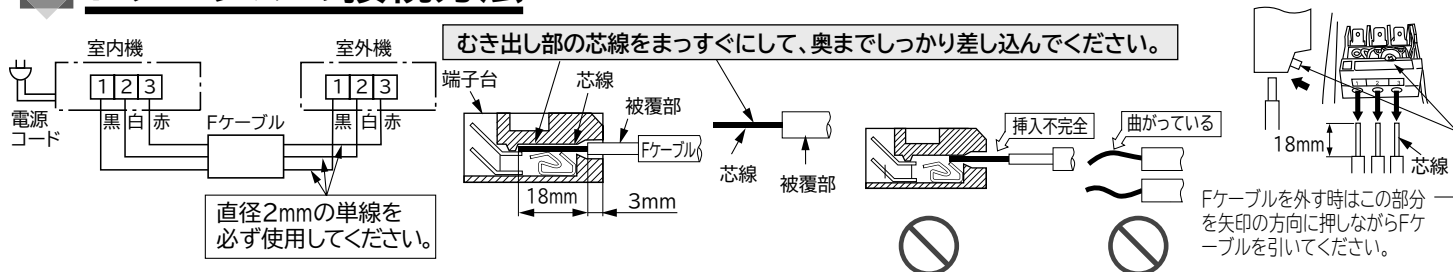 むき出し部の芯線をまっすぐにして、奥までしっかり差し込んでください。
室内機
室外機
1 2 3
1 2 3
電源
コード
黒 白 赤
Fケーブル
黒 白 赤
直径2mmの単線を
必ず使用してください。
端子台
芯線
被覆部
Fケーブル
18mm
3mm
芯線
被覆部
挿入不完全
曲がっている
1 2 3
18mm
芯線
Fケーブルを外す時はこの部分
を矢印の方向に押しながらFケ
ーブルを引いてください。